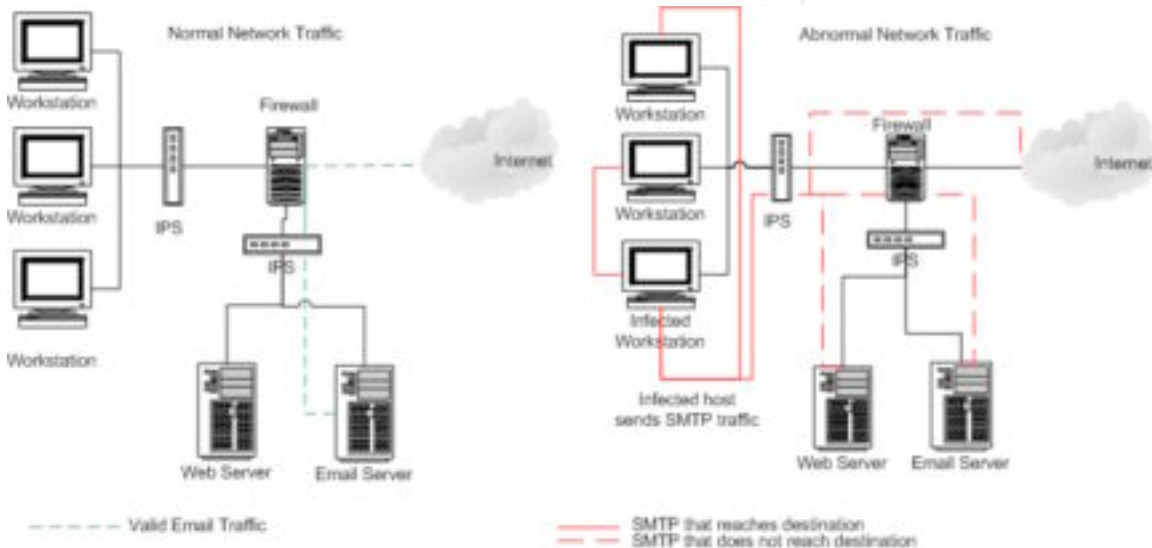 Normal Network Traffic
Workstation
Firewall
Internet
Workstation
IPS
IPS
Workstation
Web Server
Email Server
Valid Email Traffic
Abnormal Network Traffic
Workstation
Firewall
Internet
Workstation
IPS
IPS
Infected
Workstation
Infected host
sends SMTP traffic
Web Server
Email Server
SMTP that reaches destination
SMTP that does not reach destination